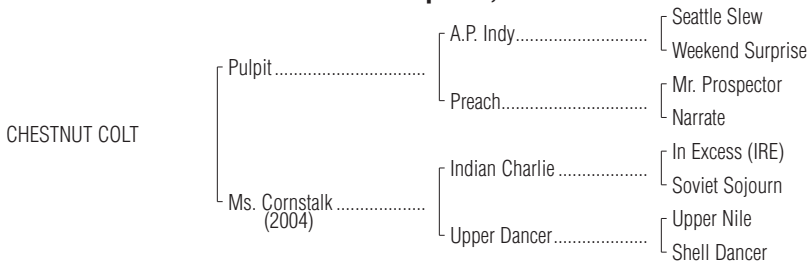 Seattle Slew
A.P. Indy..............................
Weekend Surprise
Pulpit..................................
Mr. Prospector
Preach.................................
Narrate
CHESTNUT COLT
In Excess (IRE)
Indian Charlie ....................
Soviet Sojourn
Ms. Cornstalk ....................
(2004)
Upper Nile
Upper Dancer.....................
Shell Dancer